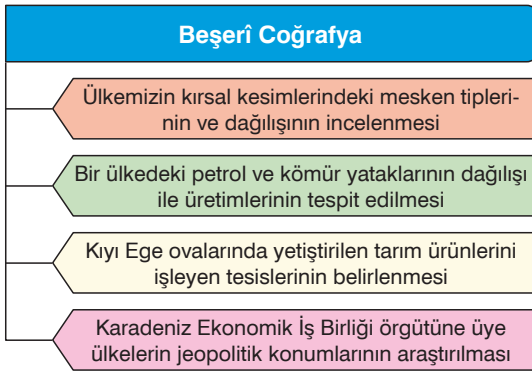 Beşerî Coğrafya
Ülkemizin kırsal kesimlerindeki mesken tipleri-
nin ve dağılışının incelenmesi
Bir ülkedeki petrol ve kömür yataklarının dağılışı
ile üretimlerinin tespit edilmesi
Kıyı Ege ovalarında yetiştirilen tarım ürünlerini
işleyen tesislerinin belirlenmesi
Karadeniz Ekonomik İş Birliği örgütüne üye
ülkelerin jeopolitik konumlarının araştırılması